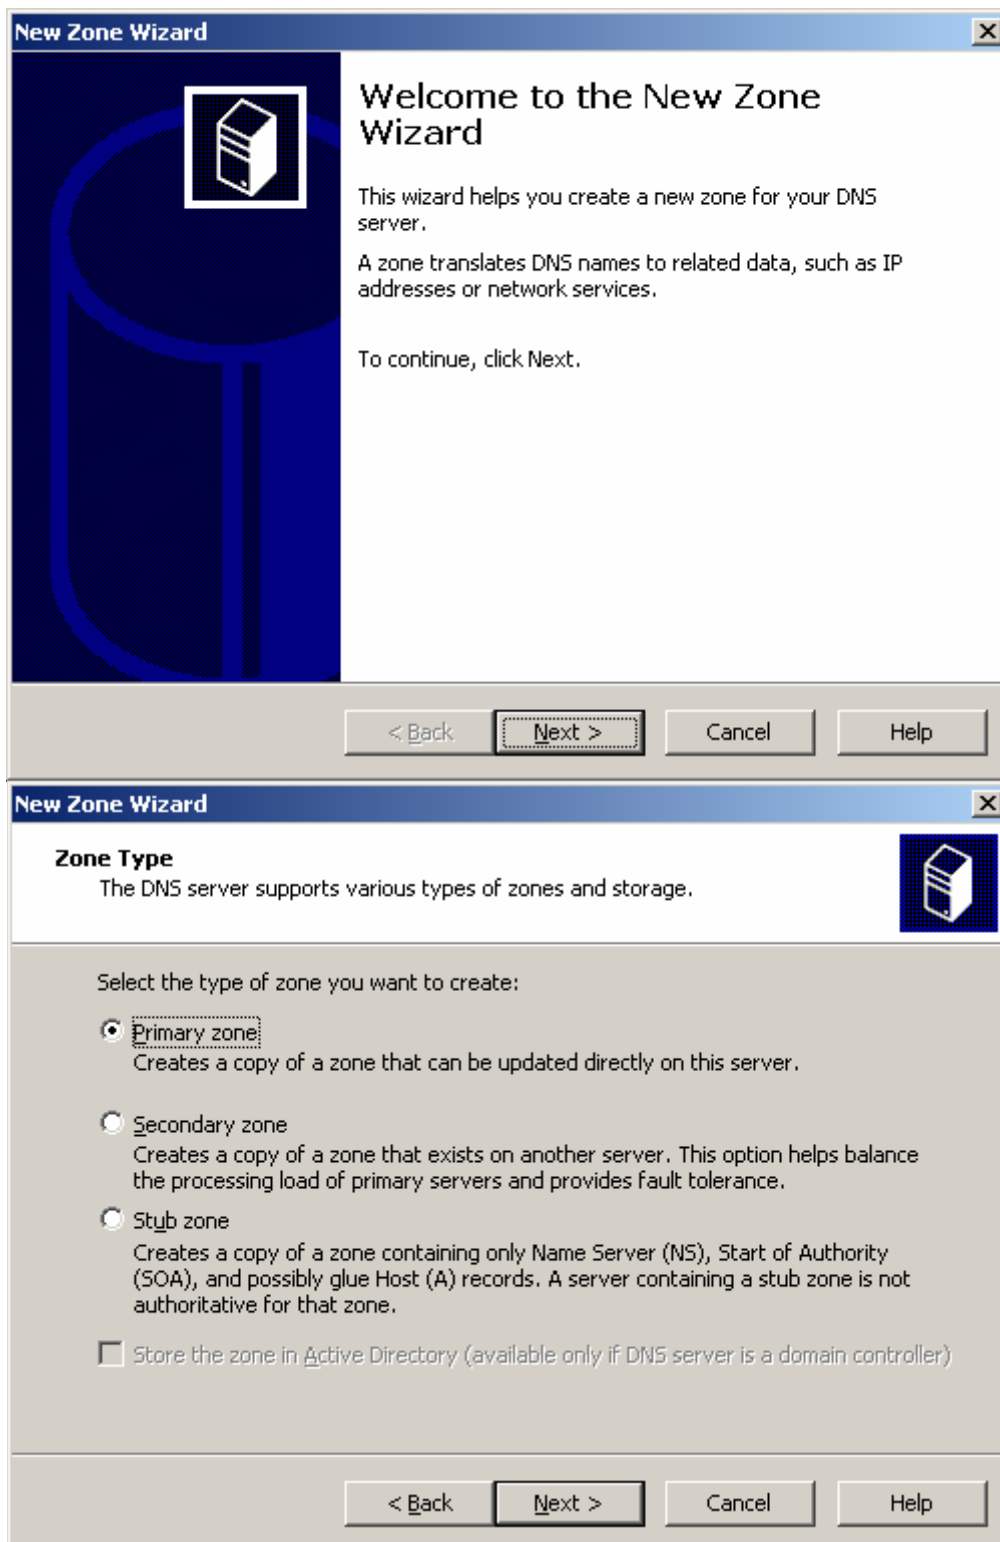 New Zone Wizard
Welcome to the New Zone
Wizard
This wizard helps you create a new zone for your DNS
server.
A zone translates DNS names to related data, such as IP
addresses or network services.
To continue, click Next.
< Back
Next >
Cancel
Help
New Zone Wizard
Zone Type
The DNS server supports various types of zones and storage.
Select the type of zone you want to create:
Primary zone
Creates a copy of a zone that can be updated directly on this server.
Secondary zone
Creates a copy of a zone that exists on another server. This option helps balance
the processing load of primary servers and provides fault tolerance.
Stub zone
Creates a copy of a zone containing only Name Server (NS), Start of Authority
(SOA), and possibly glue Host (A) records. A server containing a stub zone is not
authoritative for that zone.
Store the zone in Active Directory (available only if DNS server is a domain controller)
< Back
Next >
Cancel
Help